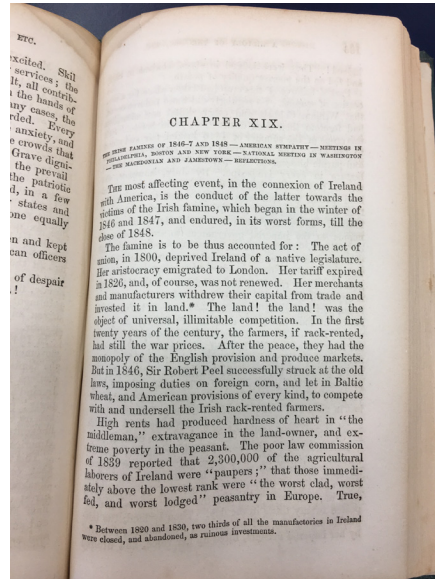 ETC.
excited. Skil
services; the
lt, all contrib-
the hands of
any cases, the
rded. Every
anxiety, and
e crowds that
Grave digni-
the prevail
the patriotic
d, in a few
states and
one equally
en and kept
can officers
of despair
.!
CHAPTER XIX.
THE IRISH FAMINES OF 1846-7 AND 1848 — AMERICAN SYMPATHY — MEETINGS IN
PHILADELPHIA, BOSTON AND NEW YORK — NATIONAL MEETING IN WASHINGTON
— THE MACEDONIAN AND JAMESTOWN — REFLECTIONS.
THE most affecting event, in the connexion of Ireland
with America, is the conduct of the latter towards the
victims of the Irish famine, which began in the winter of
1846 and 1847, and endured, in its worst forms, till the
close of 1848.
The famine is to be thus accounted for : The act of
union, in 1800, deprived Ireland of a native legislature.
Her aristocracy emigrated to London. Her tariff expired
in 1826, and, of course, was not renewed. Her merchants
and manufacturers withdrew their capital from trade and
invested it in land.* The land! the land! was the
object of universal, illimitable competition. In the first
twenty years of the century, the farmers, if rack-rented,
had still the war prices. After the peace, they had the
monopoly of the English provision and produce markets.
But in 1846, Sir Robert Peel successfully struck at the old
laws, imposing duties on foreign corn, and let in Baltic
wheat, and American provisions of every kind, to compete
with and undersell the Irish rack-rented farmers.
High rents had produced hardness of heart in "the
middleman," extravagance in the land-owner, and ex-
treme poverty in the peasant. The poor law commission
of 1839 reported that 2,300,000 of the agricultural
laborers of Ireland were "paupers;" that those immedi-
ately above the lowest rank were "the worst clad, worst
fed, and worst lodged" peasantry in Europe. True,
* Between 1820 and 1830, two thirds of all the manufactories in Ireland
were closed, and abandoned, as ruinous investments.